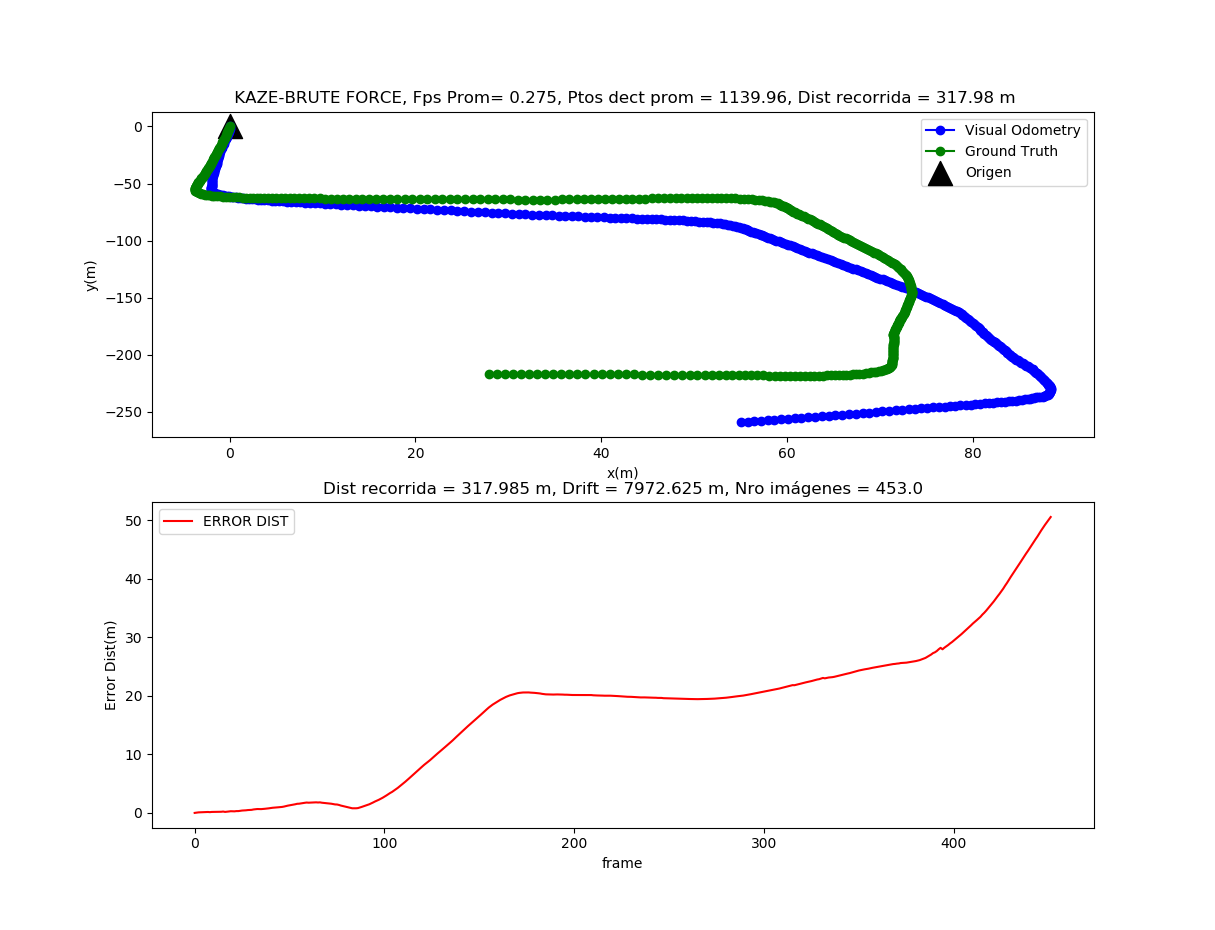 KAZE-BRUTE FORCE, Fps Prom= 0.275, Ptos dect prom = 1139.96, Dist recorrida = 317.98 m
Visual Odometry
Ground Truth
Origen
0
−50
−100
−150
−200
−250
y(m)
0 20 40 60 80
x(m)
Dist recorrida = 317.985 m, Drift = 7972.625 m, Nro imágenes = 453.0
ERROR DIST
50
40
30
20
10
0
Error Dist(m)
0 100 200 300 400
frame